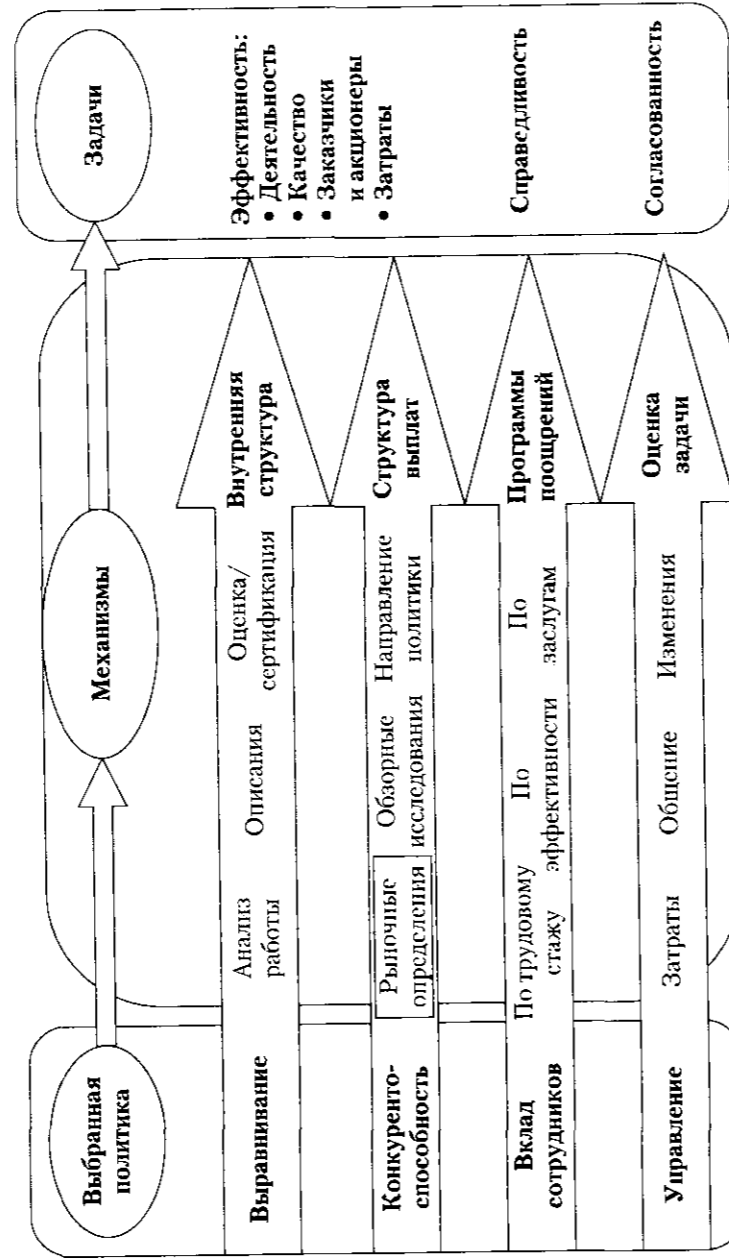 Выбранная
политика
Механизмы
Задачи
Выравнивание
Анализ
работы
Описания
Оценка/
сертификация
Внутренняя
структура
Эффективность:
• Деятельность
• Качество
• Заказчики
и акционеры
• Затраты
Конкуренто-
способность
Рыночные
определения
Обзорные
исследования
Направление
политики
Структура
выплат
Вклад
сотрудников
По трудовому
стажу
По
эффективности
По
заслугам
Программы
поощрений
Справедливость
Управление
Затраты
Общение
Изменения
Оценка
задачи
Согласованность